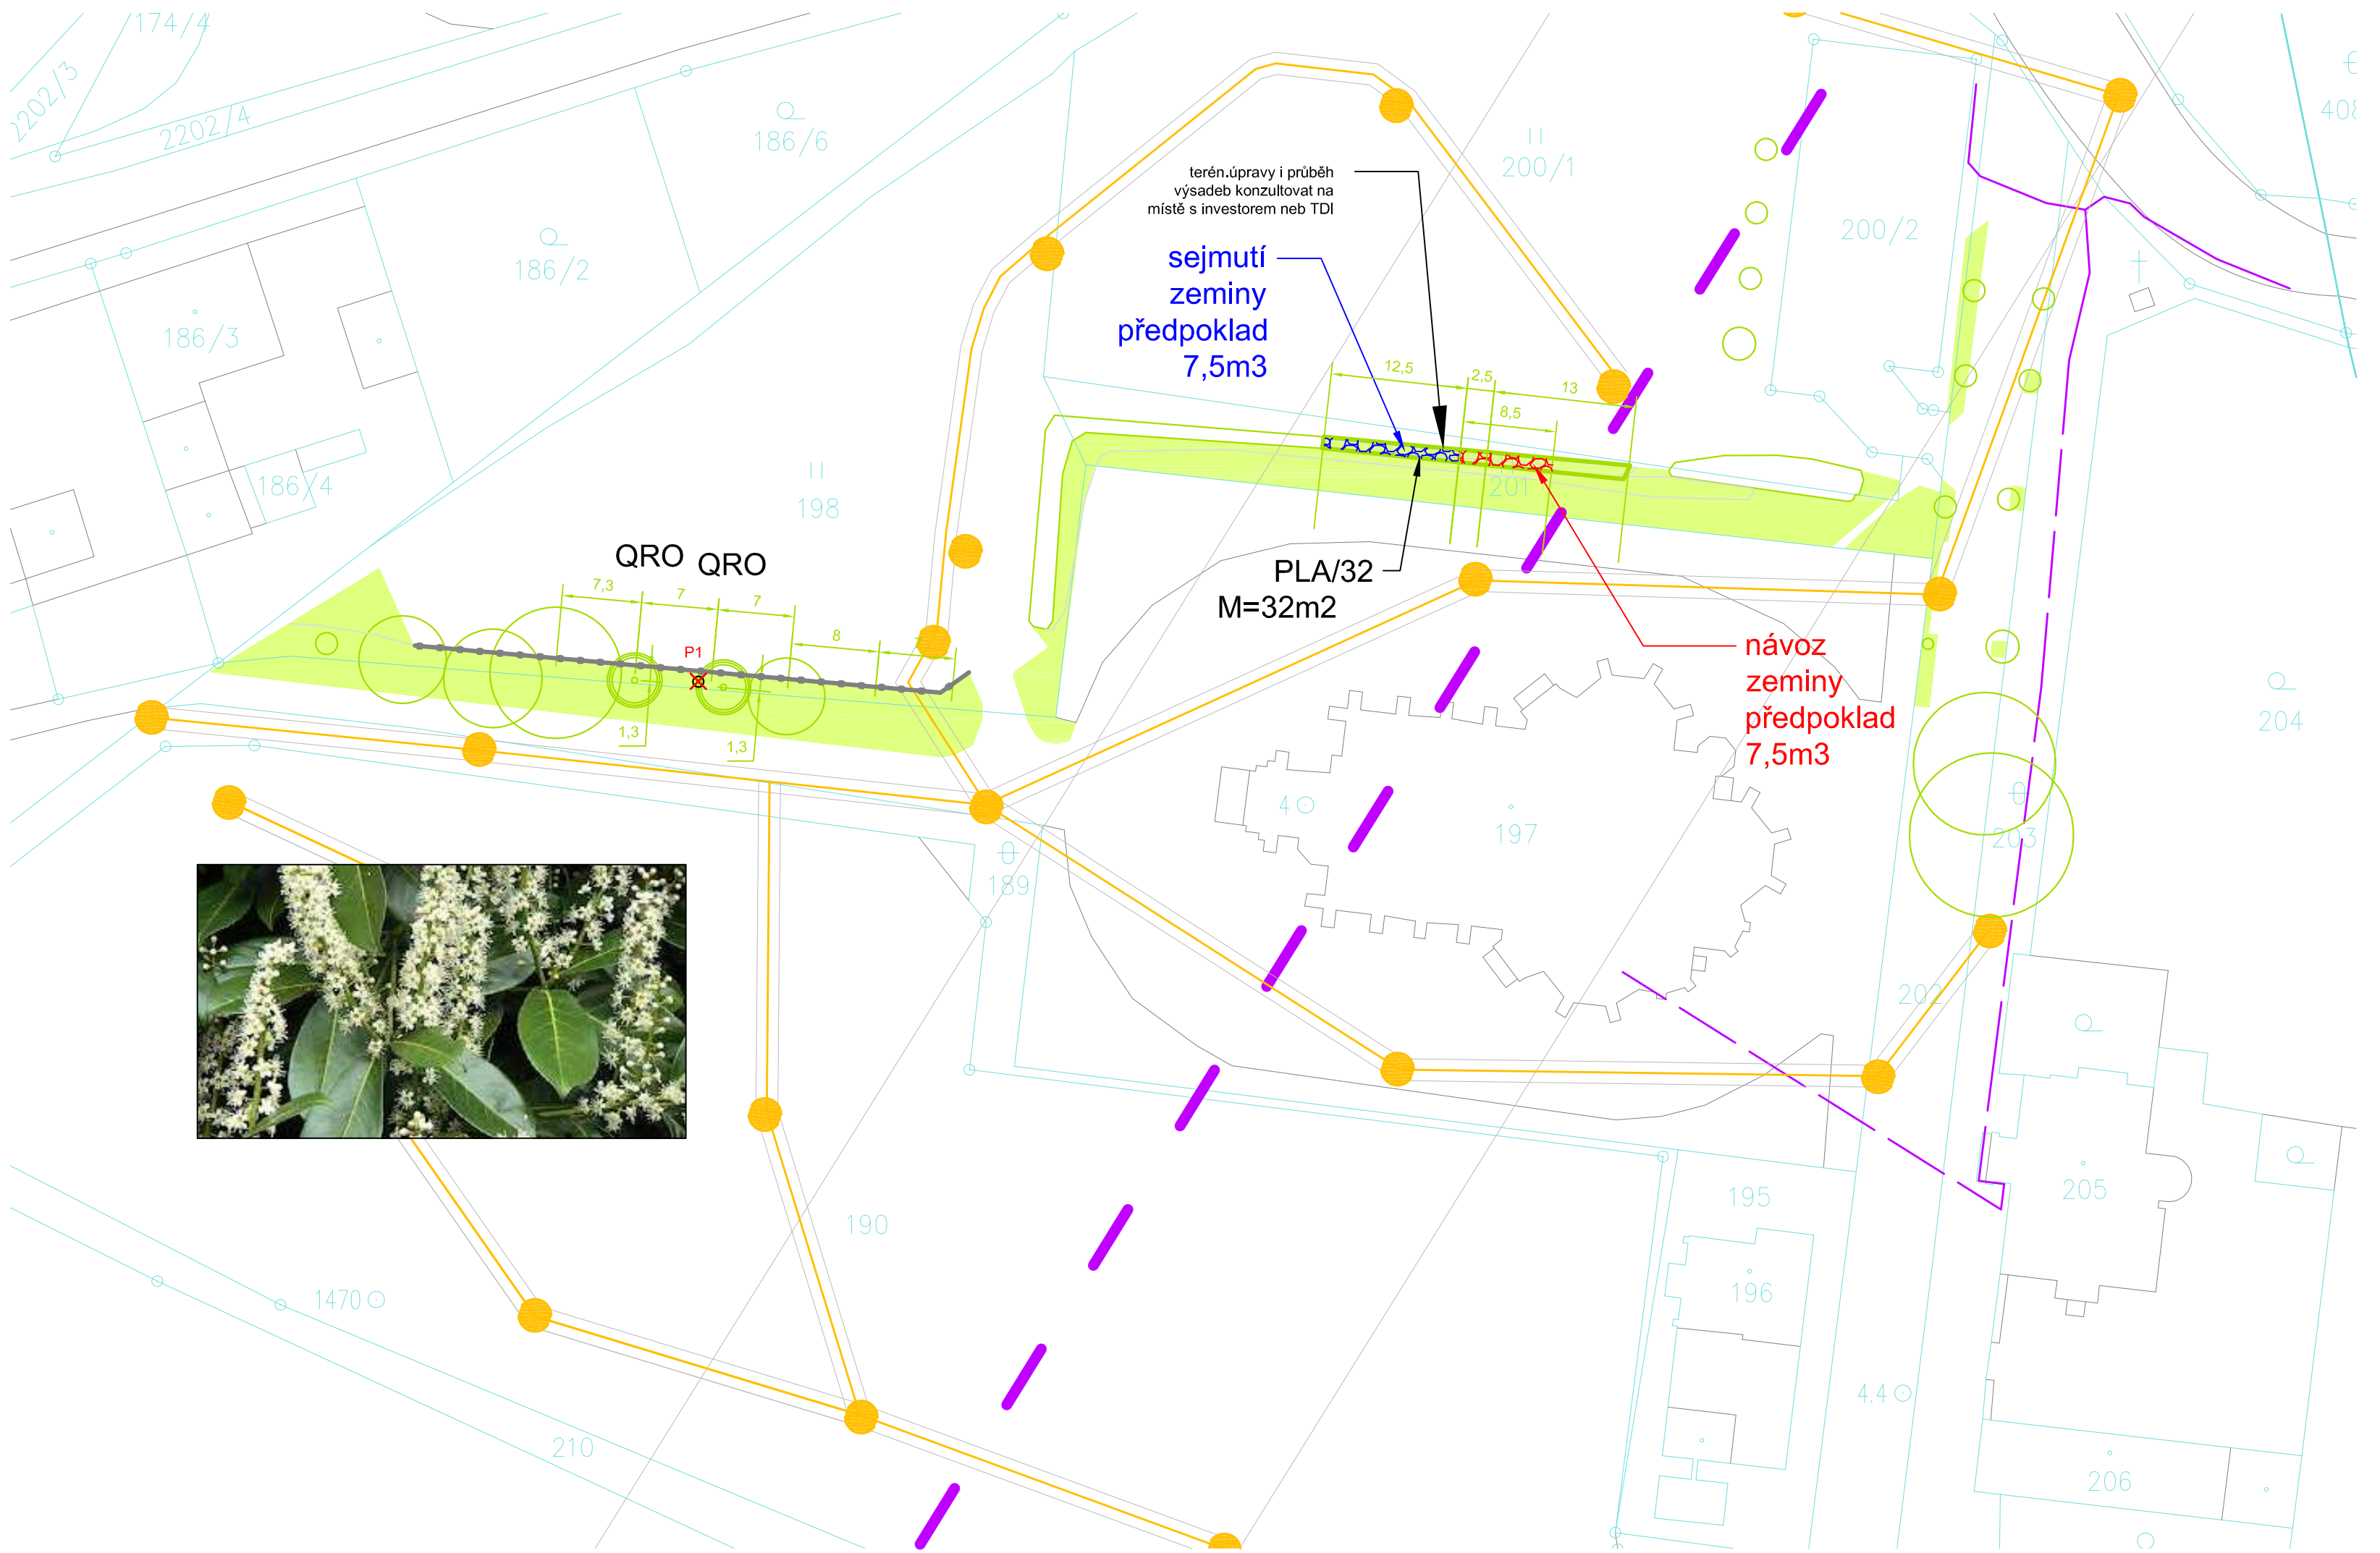 174/4
2202/3
2202/4
186/6
200/1
408
terén.úpravy i průběh
výsadeb konzultovat na
místě s investorem neb TDI
200/2
186/2
sejmutí
zeminy
předpoklad
7,5m3
186/3
12,5
2,5
13
8,5
186/4
198
201
QRO QRO
PLA/32
M=32m2
7,3
7
7
8
P1
návoz
zeminy
předpoklad
7,5m3
204
1,3
1,3
4
197
203
189
202
190
195
205
196
1470
4.4
210
206